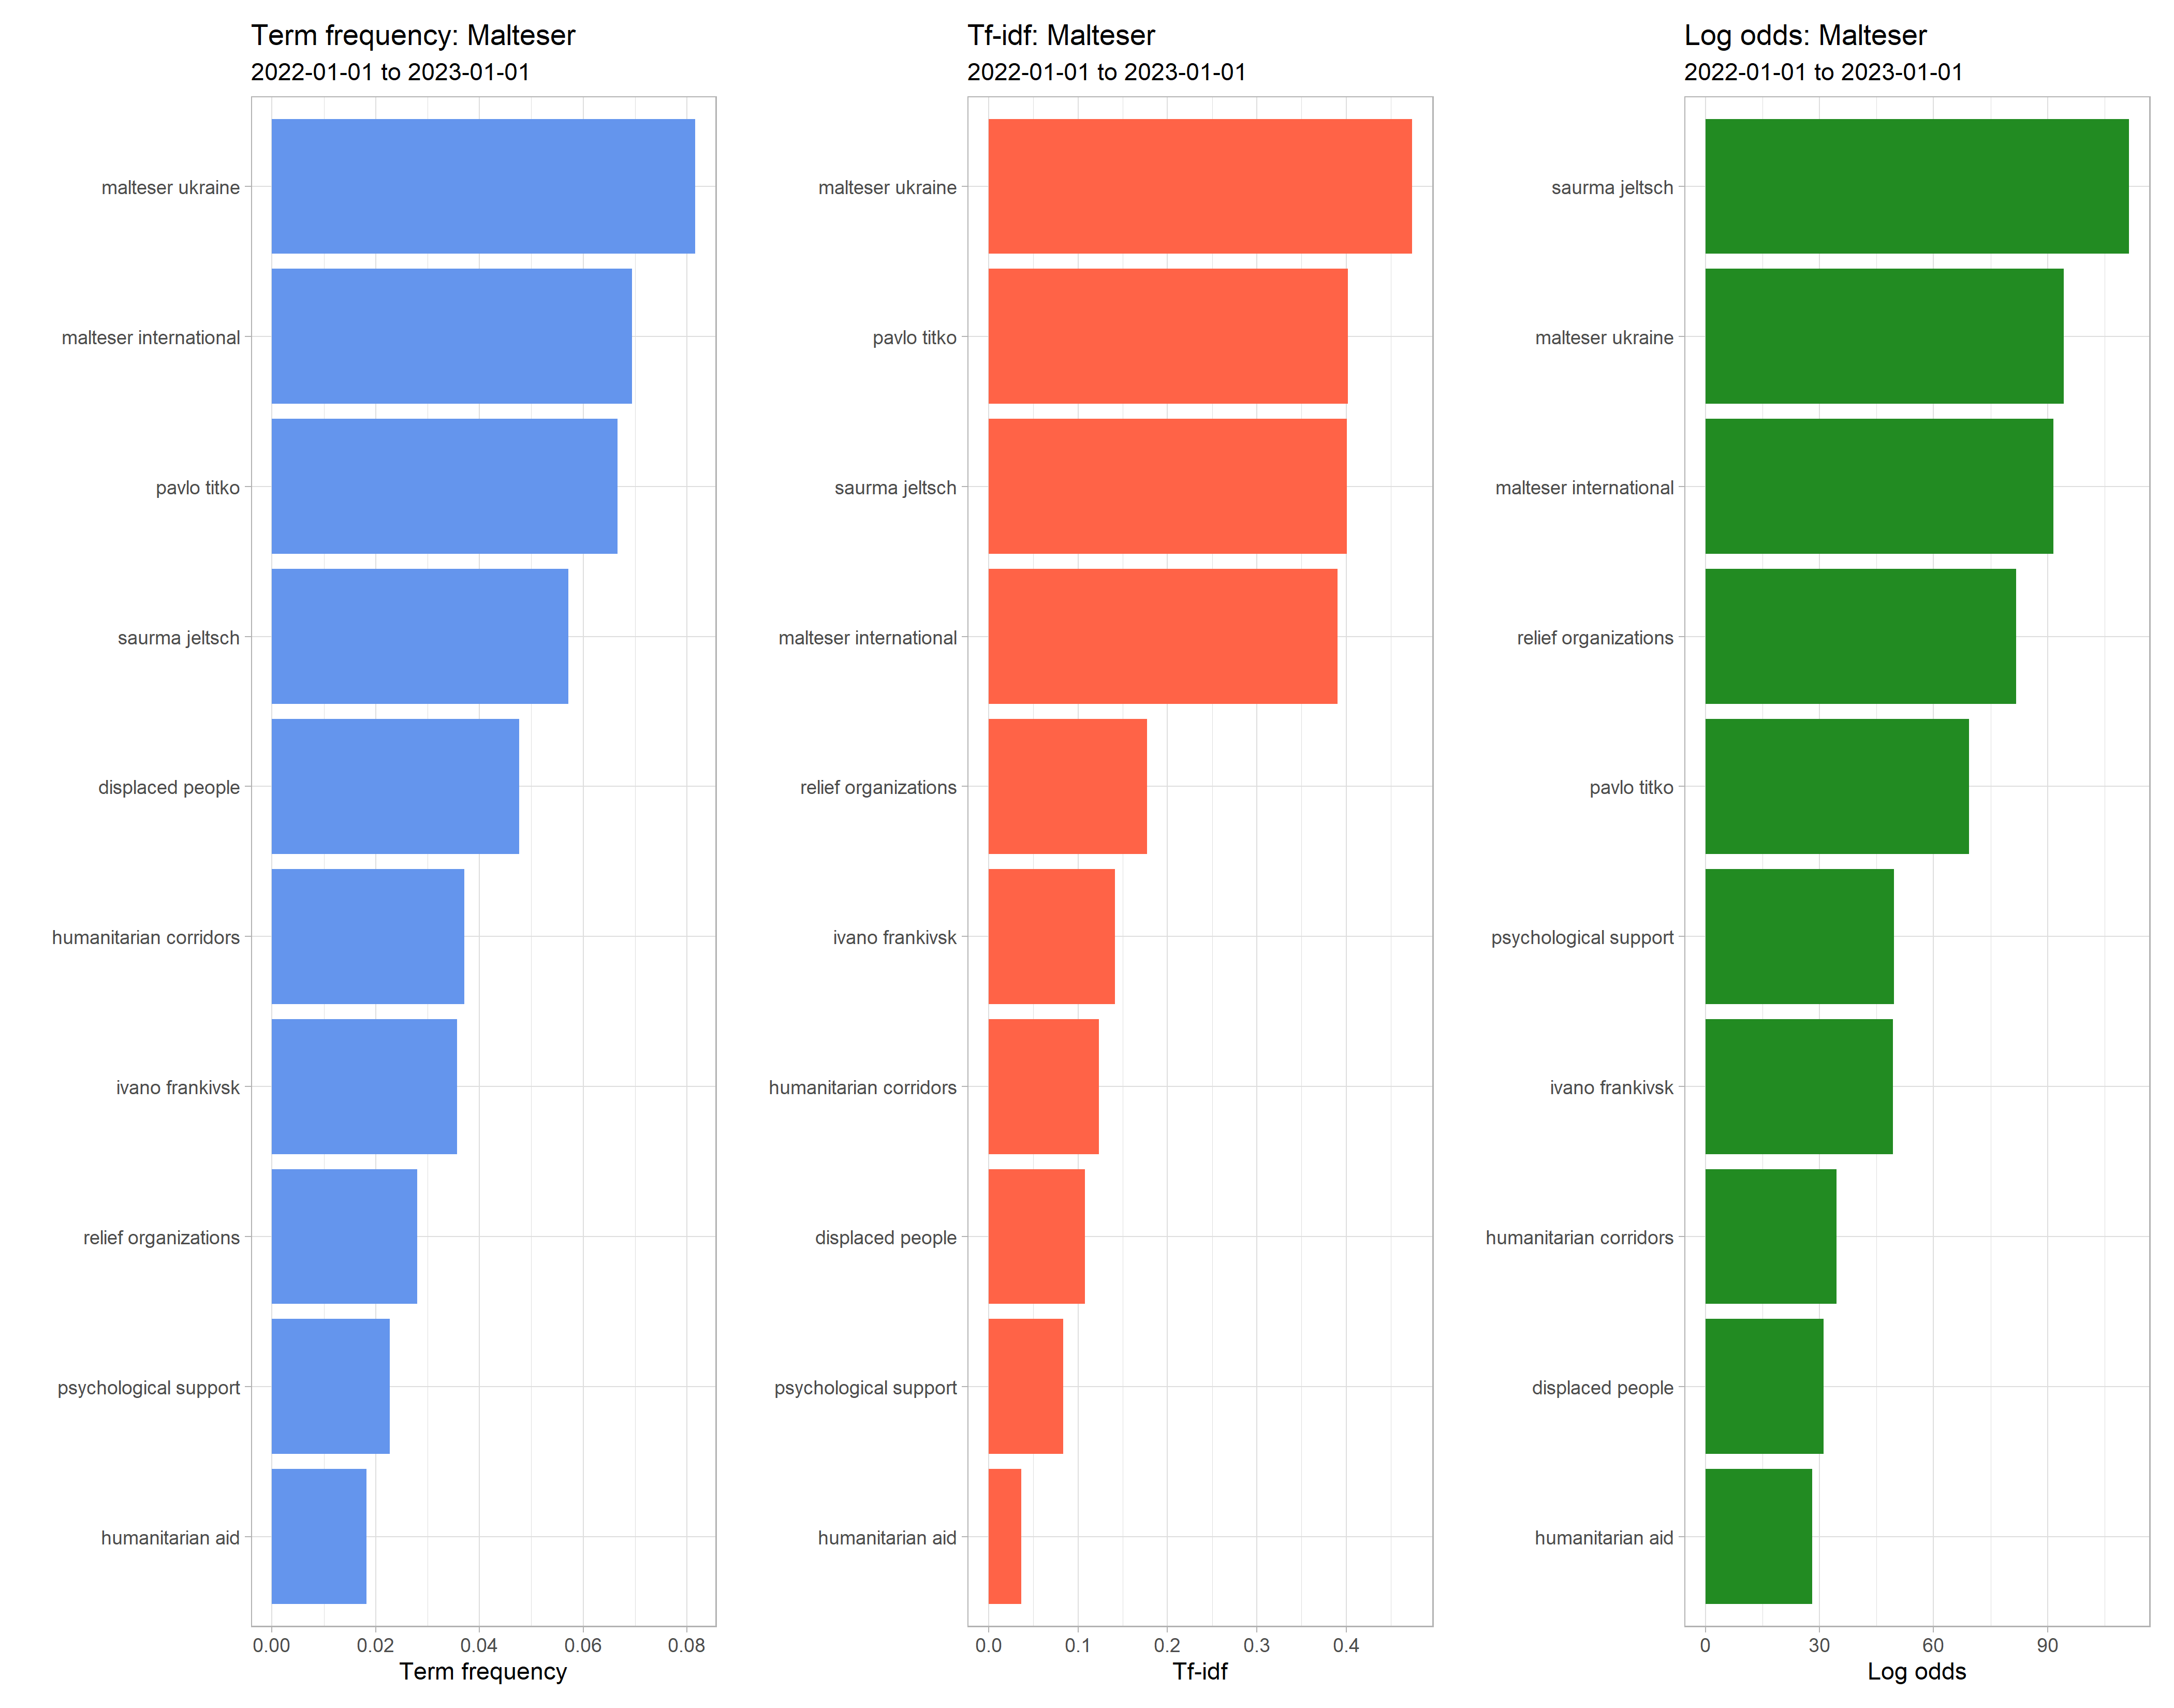 Term frequency: Malteser
2022-01-01 to 2023-01-01
malteser ukraine
malteser international
pavlo titko
saurma jeltsch
displaced people
humanitarian corridors
ivano frankivsk
relief organizations
psychological support
humanitarian aid
0.00 0.02 0.04 0.06 0.08
Term frequency
Tf-idf: Malteser
2022-01-01 to 2023-01-01
malteser ukraine
pavlo titko
saurma jeltsch
malteser international
relief organizations
ivano frankivsk
humanitarian corridors
displaced people
psychological support
humanitarian aid
0.0 0.1 0.2 0.3 0.4
Tf-idf
Log odds: Malteser
2022-01-01 to 2023-01-01
saurma jeltsch
malteser ukraine
malteser international
relief organizations
pavlo titko
psychological support
ivano frankivsk
humanitarian corridors
displaced people
humanitarian aid
0 30 60 90
Log odds